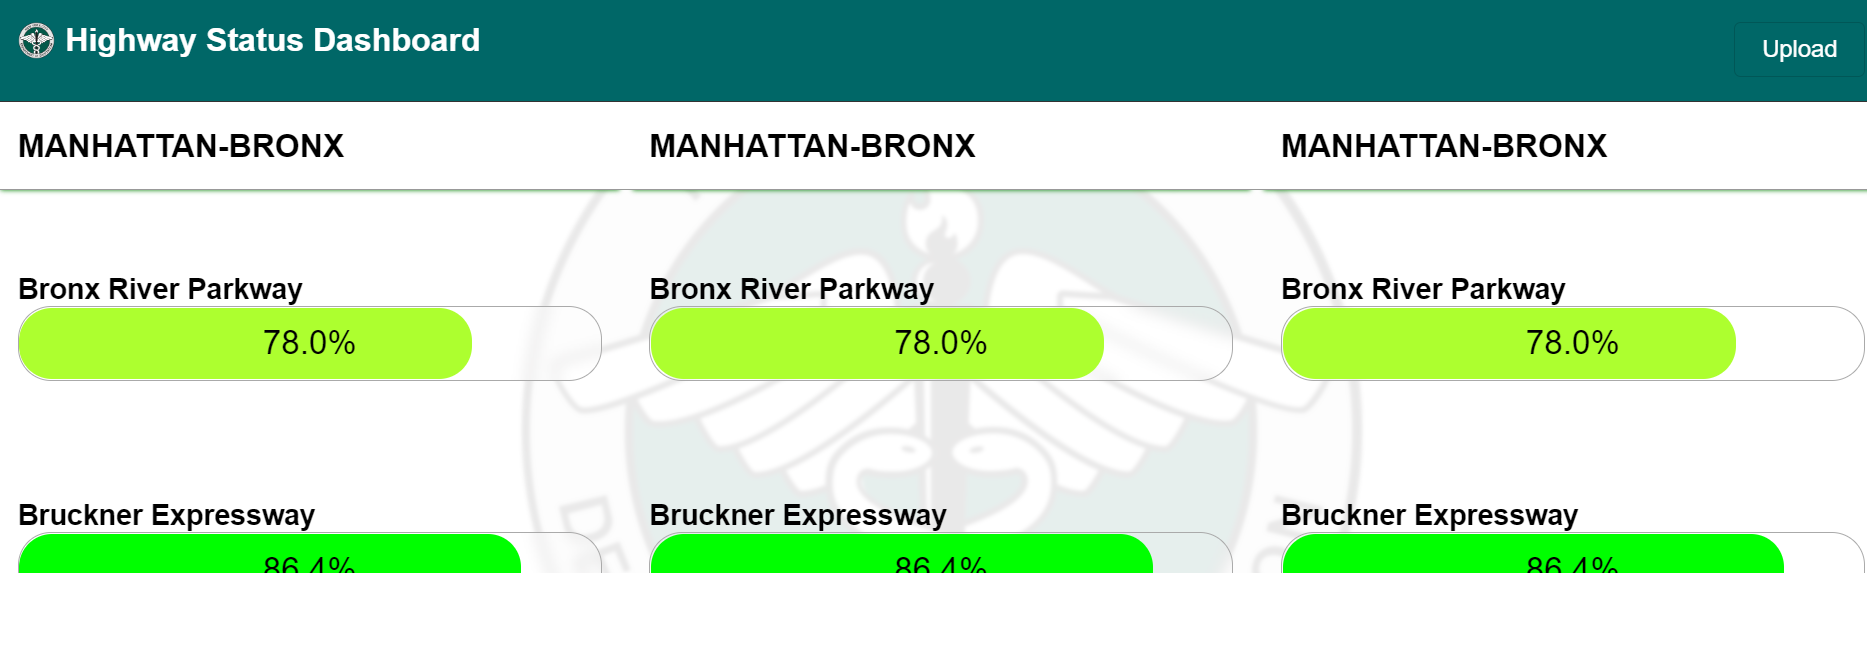 Highway Status Dashboard
Upload
MANHATTAN-BRONX MANHATTAN-BRONX MANHATTAN-BRONX
Bronx River Parkway Bronx River Parkway Bronx River Parkway
78.0% 78.0% 78.0%
Bruckner Expressway Bruckner Expressway Bruckner Expressway
86.4% 86.4% 86.4%